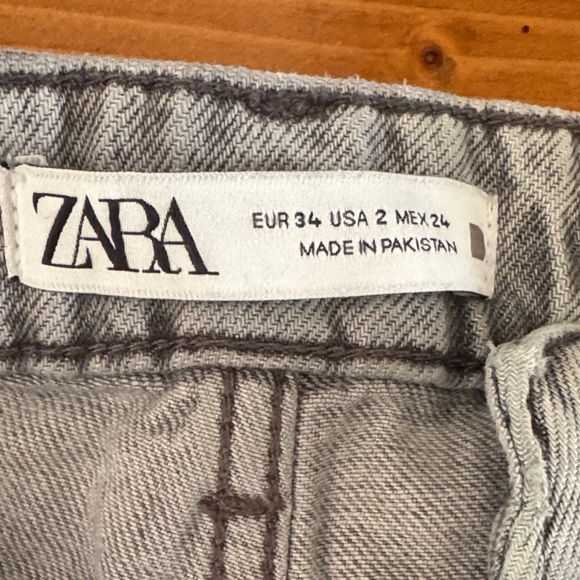 ZARA
EUR 34 USA 2 MEX 24
MADE IN PAKISTAN